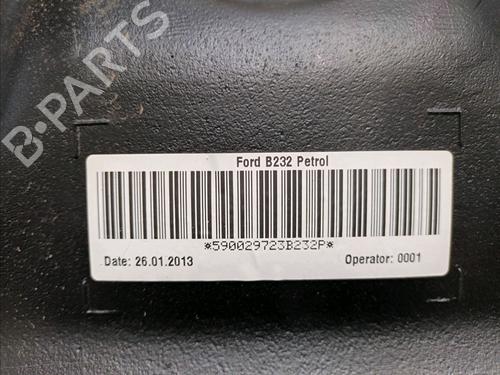 B-PARTS
Ford B232 Petrol
*590029723B232P*
Date: 26.01.2013 Operator: 0001